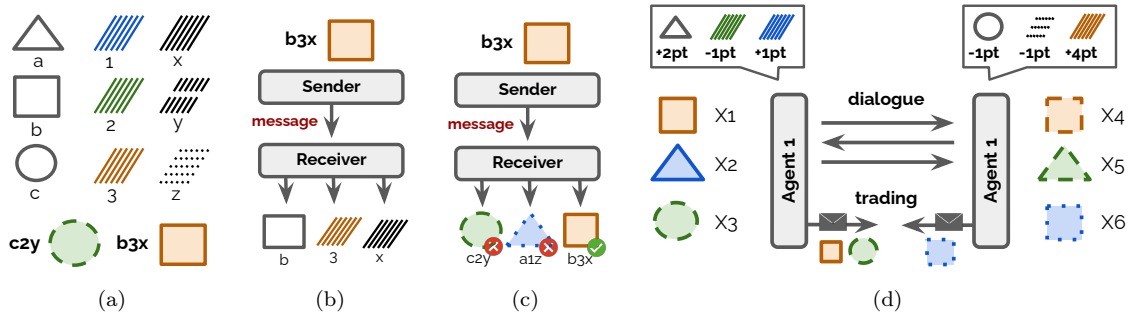 a
1
x
b
2
y
c
3
z
c2y
b3x
(a)
b3x
Sender
message
Receiver
b
3
x
(b)
b3x
Sender
message
Receiver
c2y
a1z
b3x
(c)
+2pt
-1pt
+1pt
-1pt
-1pt
+4pt
X1
X2
X3
Agent 1
dialogue
trading
Agent 1
X4
X5
X6
(d)